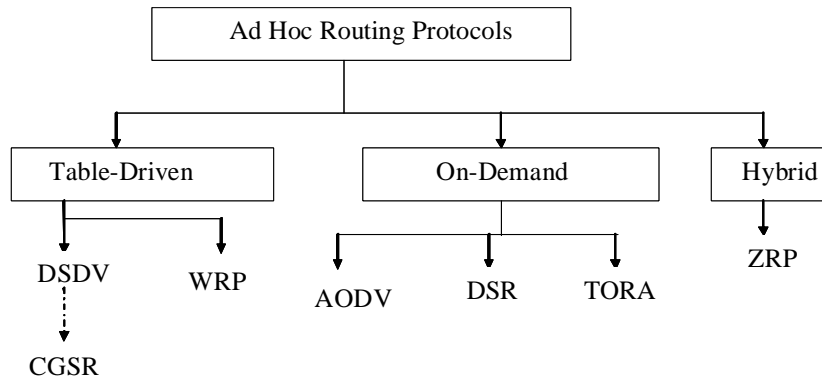 Ad Hoc Routing Protocols
Table-Driven
On-Demand
Hybrid
DSDV
WRP
AODV
DSR
TORA
ZRP
CGSR